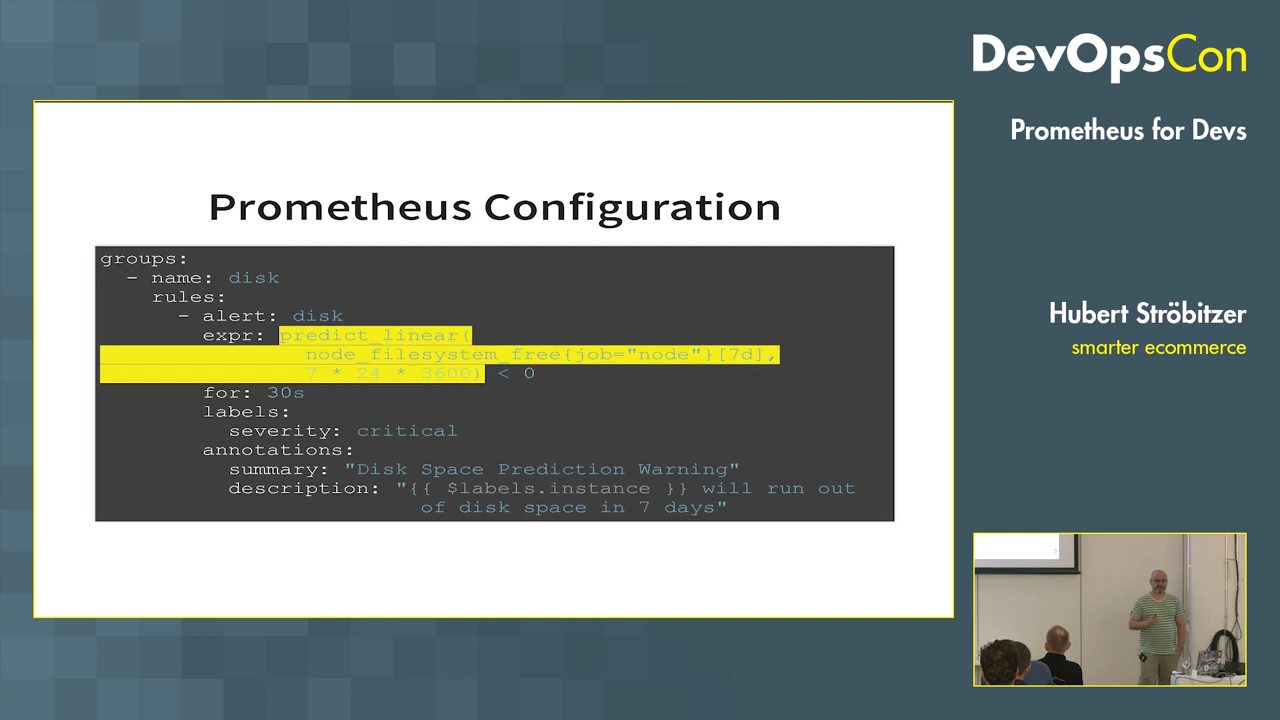 DevOpsCon
Prometheus for Devs
Prometheus Configuration
groups:
- name: disk
rules:
- alert: disk
expr: predict_linear(
node_filesystem_free{job="node"}[7d],
7 * 24 * 3600) < 0
for: 30s
labels:
severity: critical
annotations:
summary: "Disk Space Prediction Warning"
description: "{{ $labels.instance }} will run out
of disk space in 7 days"
Hubert Ströbitzer
smarter ecommerce